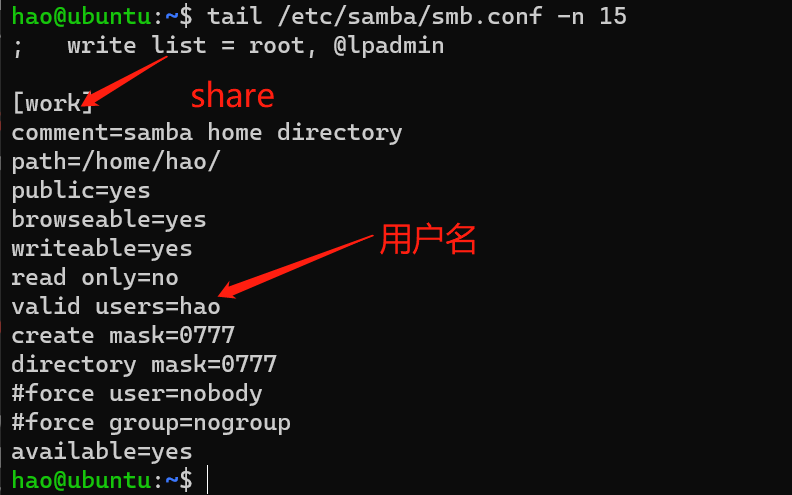 hao@ubuntu:~$ tail /etc/samba/smb.conf -n 15
;   write list = root, @lpadmin
[work]
share
comment=samba home directory
path=/home/hao/
public=yes
browseable=yes
writeable=yes
用户名
read only=no
valid users=hao
create mask=0777
directory mask=0777
#force user=nobody
#force group=nogroup
available=yes
hao@ubuntu:~$